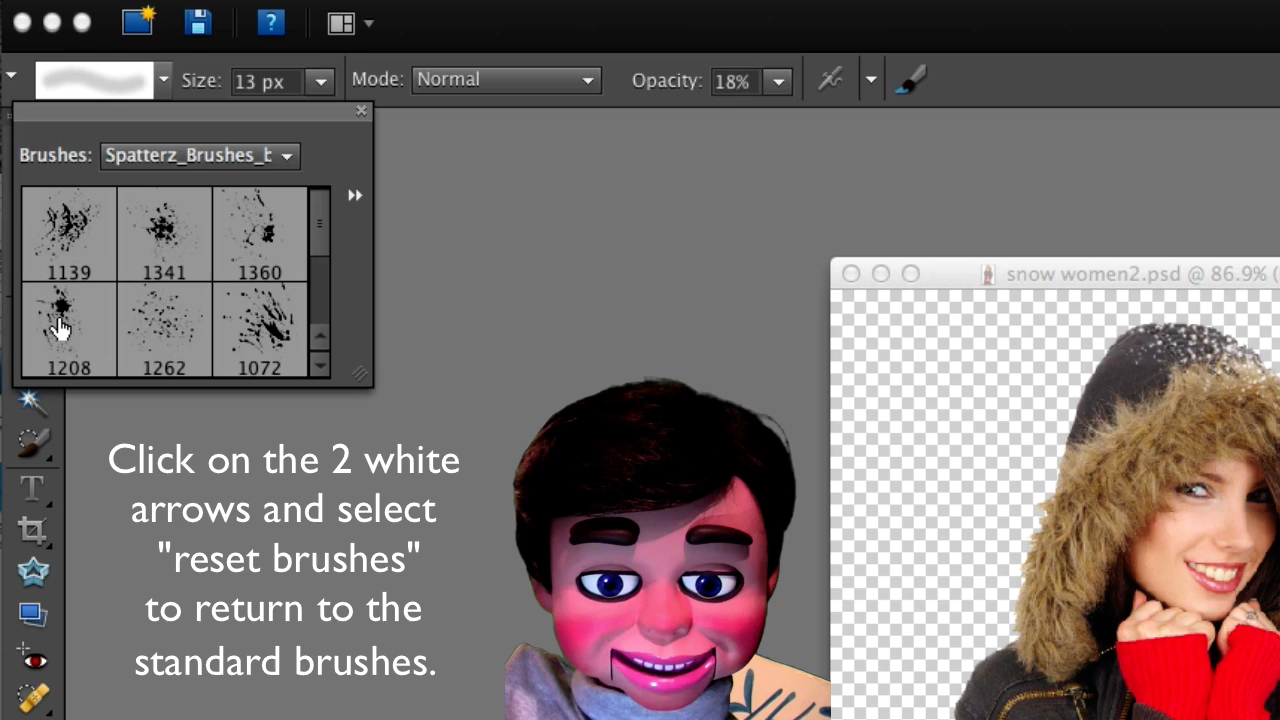 Size: 13 px Mode: Normal Opacity: 18%
Brushes: Spatterz_Brushes_b
1139 1341 1360
1208 1262 1072
snow women2.psd @ 86.9% (
T
Click on the 2 white
arrows and select
"reset brushes"
to return to the
standard brushes.